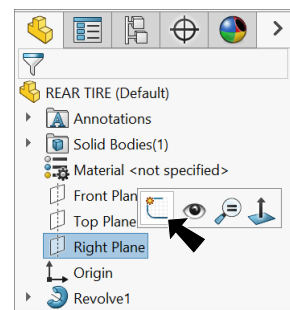 REAR TIRE (Default)
Annotations
Solid Bodies(1)
Material <not specified>
Front Plan
Top Plane
Right Plane
Origin
Revolve1